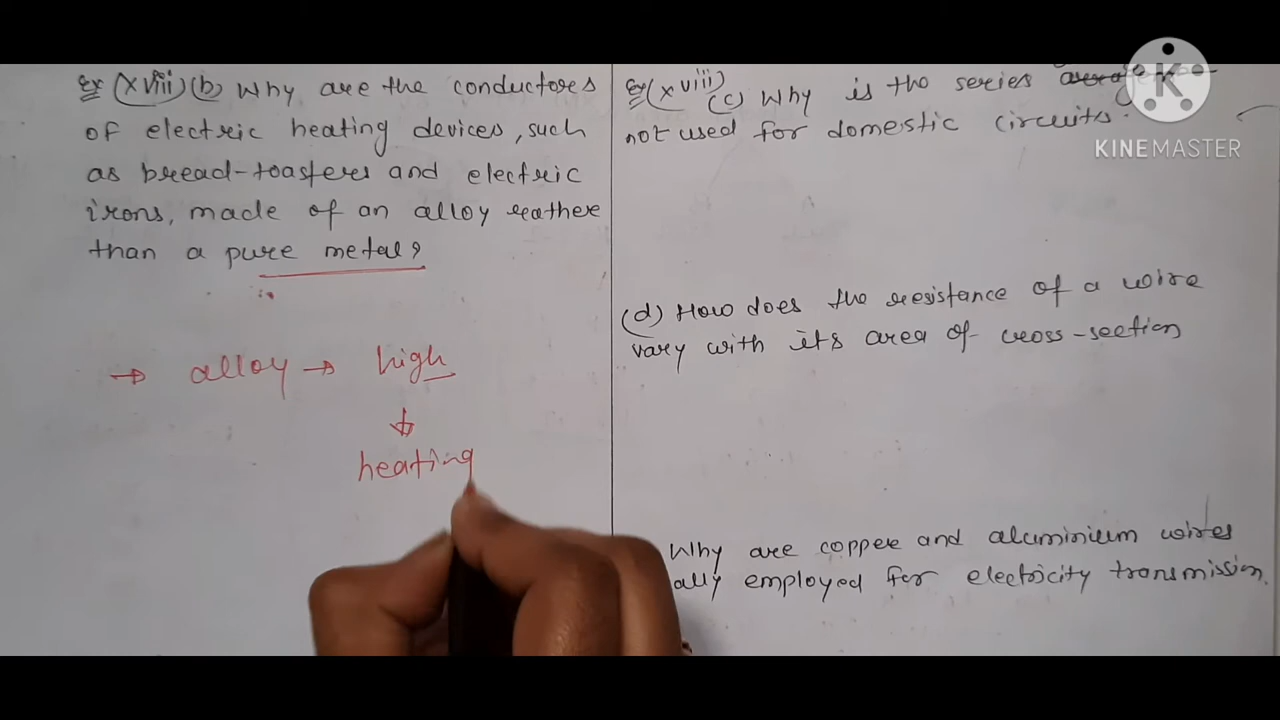 Ex (xviii) (b) Why are the conductors
of electric heating devices, such
as bread-toasters and electric
irons, made of an alloy rather
than a pure metal?
→ alloy → high
↓
heating
Ex (xviii) (c) Why is the series
not used for domestic circuits.
(d) How does the resistance of a wire
vary with its area of cross-section
Why are copper and aluminium wires
ally employed for electricity transmission.
K
KINEMASTER